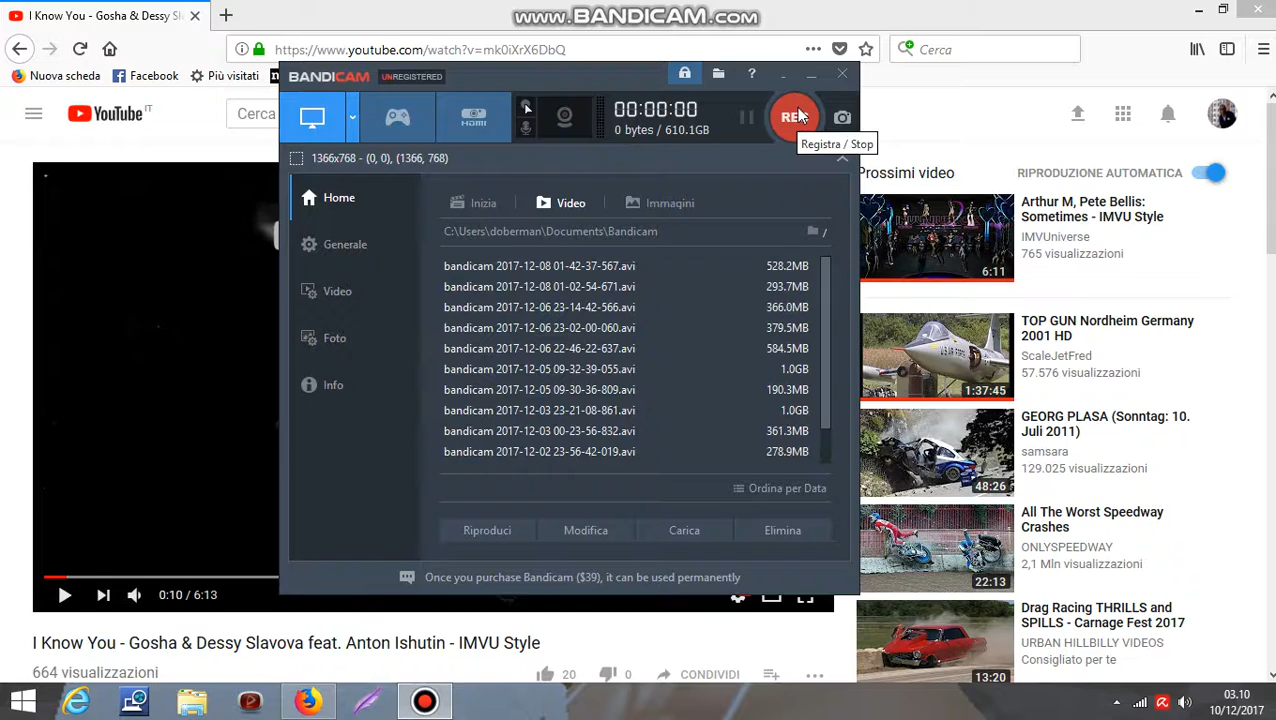 www.BANDICAM.com
I Know You - Gosha & Dessy Sl
https://www.youtube.com/watch?v=mk0iXrX6DbQ
Cerca
Nuova scheda
Facebook
Più visitati
BANDICAM UNREGISTERED
?
YouTube IT
Cerca
HDMI
00:00:00
0 bytes / 610.1GB
REC
Registra / Stop
1366x768 - (0, 0), (1366, 768)
Home
Generale
Video
Foto
Info
Inizia
Video
Immagini
C:\Users\doberman\Documents\Bandicam
/
bandicam 2017-12-08 01-42-37-567.avi 528.2MB
bandicam 2017-12-08 01-02-54-671.avi 293.7MB
bandicam 2017-12-06 23-14-42-566.avi 366.0MB
bandicam 2017-12-06 23-02-00-060.avi 379.5MB
bandicam 2017-12-06 22-46-22-637.avi 584.5MB
bandicam 2017-12-05 09-32-39-055.avi 1.0GB
bandicam 2017-12-05 09-30-36-809.avi 190.3MB
bandicam 2017-12-03 23-21-08-861.avi 1.0GB
bandicam 2017-12-03 00-23-56-832.avi 361.3MB
bandicam 2017-12-02 23-56-42-019.avi 278.9MB
Ordina per Data
Riproduci
Modifica
Carica
Elimina
Once you purchase Bandicam ($39), it can be used permanently
0:10 / 6:13
I Know You - Gosha & Dessy Slavova feat. Anton Ishutin - IMVU Style
664 visualizzazioni
20
0
CONDIVIDI
Prossimi video
RIPRODUZIONE AUTOMATICA
6:11
Arthur M, Pete Bellis:
Sometimes - IMVU Style
IMVUniverse
765 visualizzazioni
1:37:45
TOP GUN Nordheim Germany
2001 HD
ScaleJetFred
57.576 visualizzazioni
48:26
GEORG PLASA (Sonntag: 10.
Juli 2011)
samsara
129.025 visualizzazioni
22:13
All The Worst Speedway
Crashes
ONLYSPEEDWAY
2,1 Mln visualizzazioni
13:20
Drag Racing THRILLS and
SPILLS - Carnage Fest 2017
URBAN HILLBILLY VIDEOS
Consigliato per te
03.10
10/12/2017